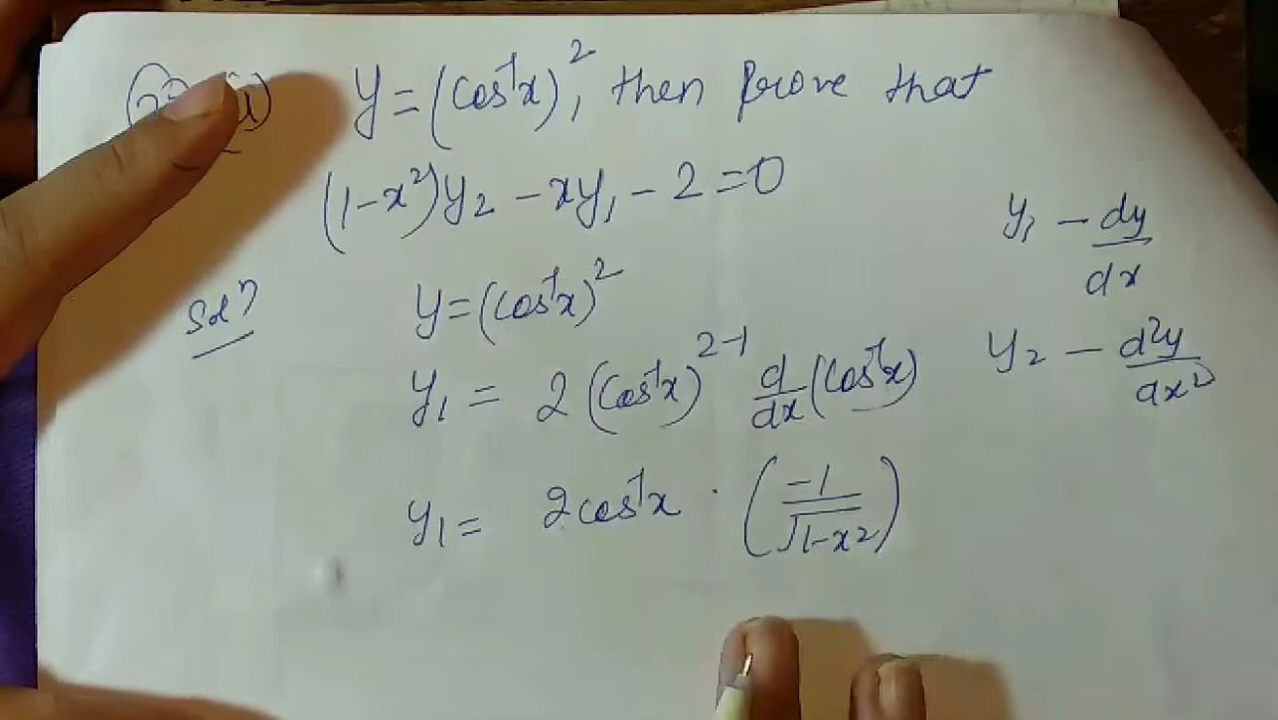 y = (cos⁻¹x)², then prove that
(1-x²)y₂ - xy₁ - 2 = 0
Solⁿ
y = (cos⁻¹x)²
y₁ = 2 (cos⁻¹x)²⁻¹ d/dx (cos⁻¹x)
y₁ = 2cos⁻¹x · (-1/√1-x²)
y₁ - dy/dx
y₂ - d²y/dx²